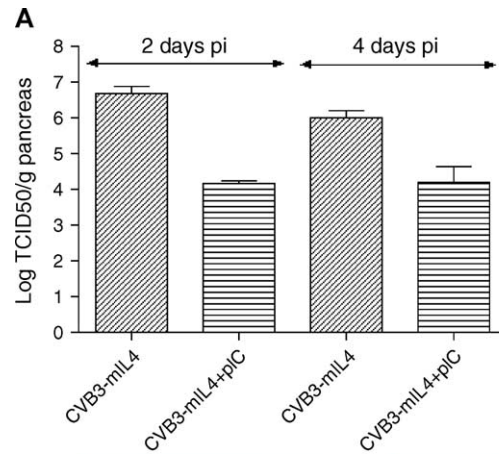 A
2 days pi
4 days pi
Log TCID50/g pancreas
8
7
6
5
4
3
2
1
0
CVB3-mIL4
CVB3-mIL4+pIC
CVB3-mIL4
CVB3-mIL4+pIC